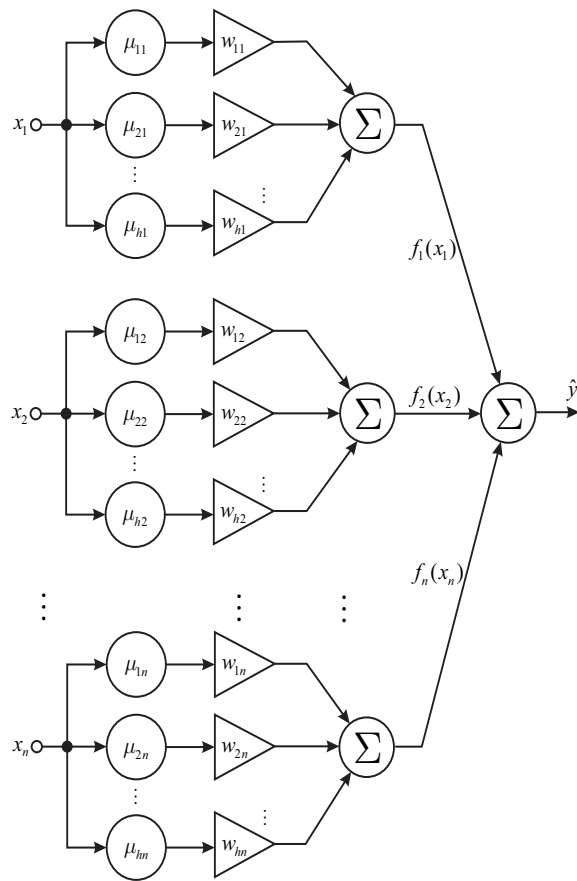 x₁
μ₁₁
w₁₁
μ₂₁
w₂₁
⋮
μₕ₁
wₕ₁
⋮
Σ
f₁(x₁)
x₂
μ₁₂
w₁₂
μ₂₂
w₂₂
⋮
μₕ₂
wₕ₂
⋮
Σ
f₂(x₂)
Σ
ŷ
⋮
⋮
⋮
xₙ
μ₁ₙ
w₁ₙ
μ₂ₙ
w₂ₙ
⋮
μₕₙ
wₕₙ
⋮
Σ
fₙ(xₙ)